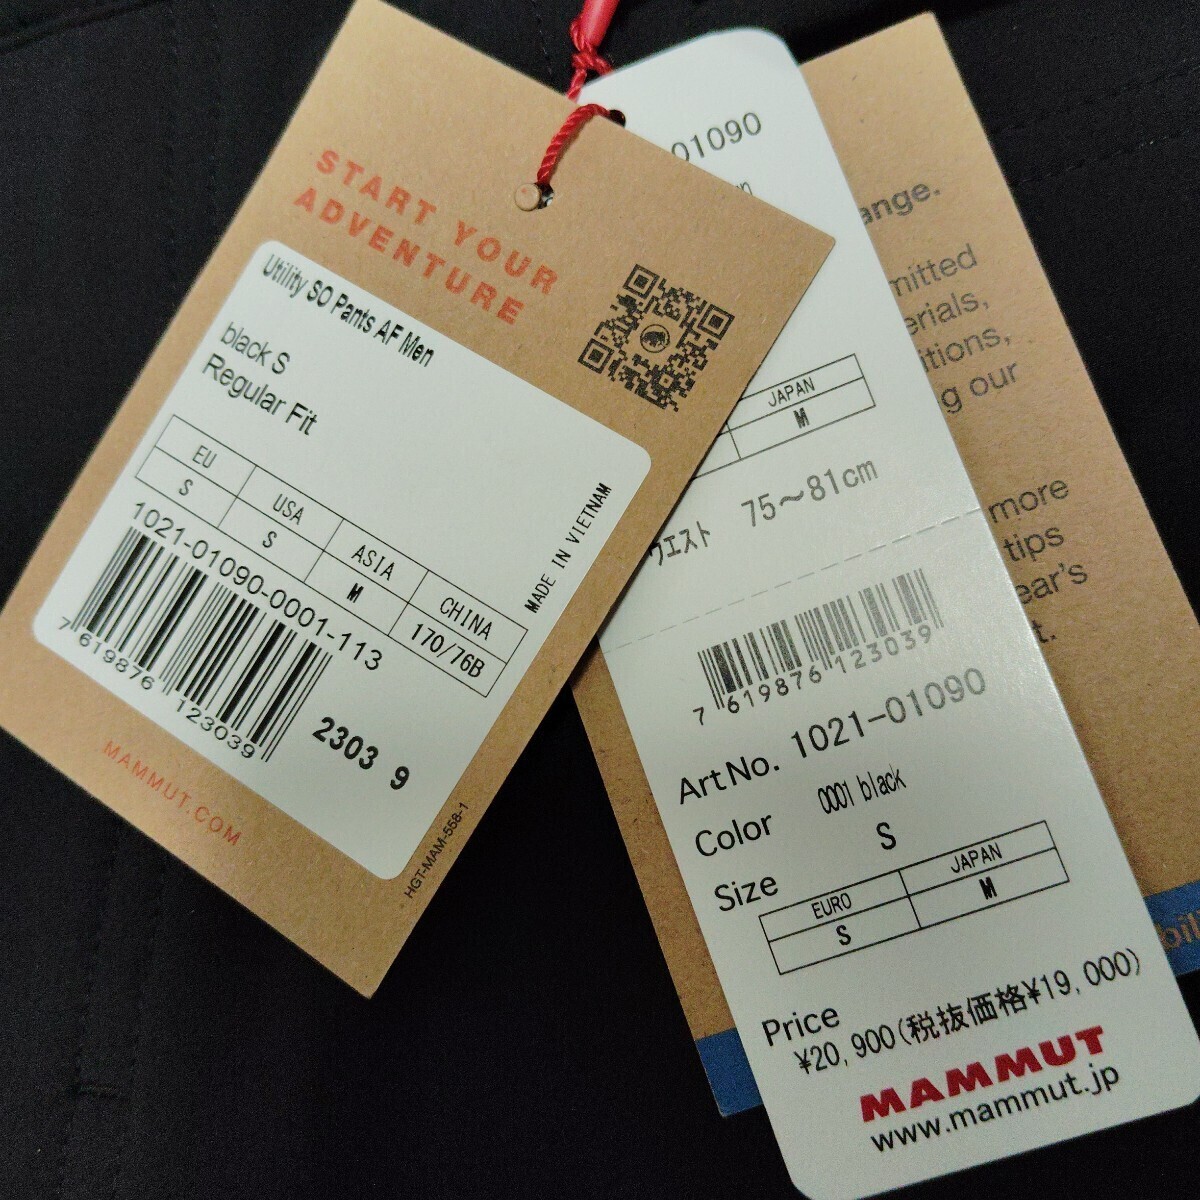 START YOUR
ADVENTURE
Utility SO Pants AF Men
black S
Regular Fit
EU USA ASIA CHINA
S S M 170/76B
1021-01090-0001-113
7 619876 123039
2303 9
MADE IN VIETNAM
MAMMUT.COM
HGT-MAM-558-1
-01090
JAPAN
M
ウエスト 75～81cm
7 619876 123039
Art No. 1021-01090
Color 0001 black
Size S
EURO JAPAN
S M
Price
¥20,900(税抜価格¥19,000)
MAMMUT
www.mammut.jp
ange.
mitted
erials,
itions,
g our
more
tips
ear's
t.
bil